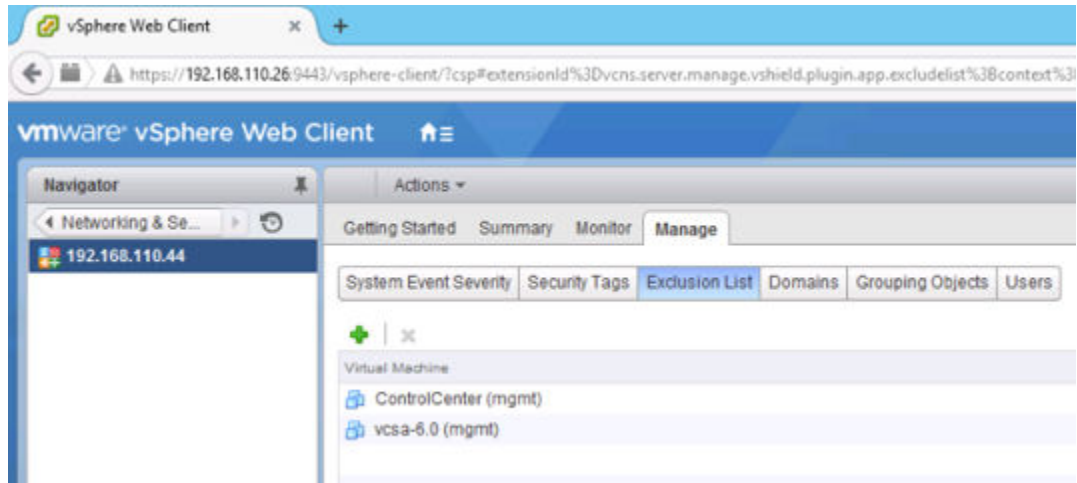 vSphere Web Client × +
https://192.168.110.26:9443/vsphere-client/?csp#extensionId%3Dvcns.server.manage.vshield.plugin.app.excludelist%3Bcontext%3
vmware® vSphere Web Client
Navigator
Actions
Networking & Se...
Getting Started Summary Monitor Manage
192.168.110.44
System Event Severity Security Tags Exclusion List Domains Grouping Objects Users
Virtual Machine
ControlCenter (mgmt)
vcsa-6.0 (mgmt)